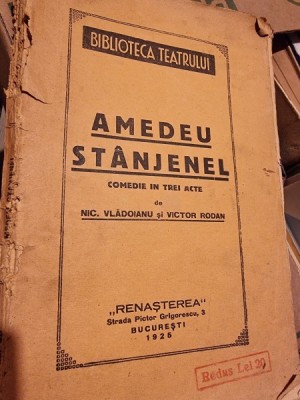 BIBLIOTECA TEATRULUI
AMEDEU
STÂNJENEL
COMEDIE IN TREI ACTE
de
NIC. VLĂDOIANU și VICTOR RODAN
„RENAȘTEREA"
Strada Pictor Grigorescu, 3
BUCUREȘTI
1925
Redus Lei 20